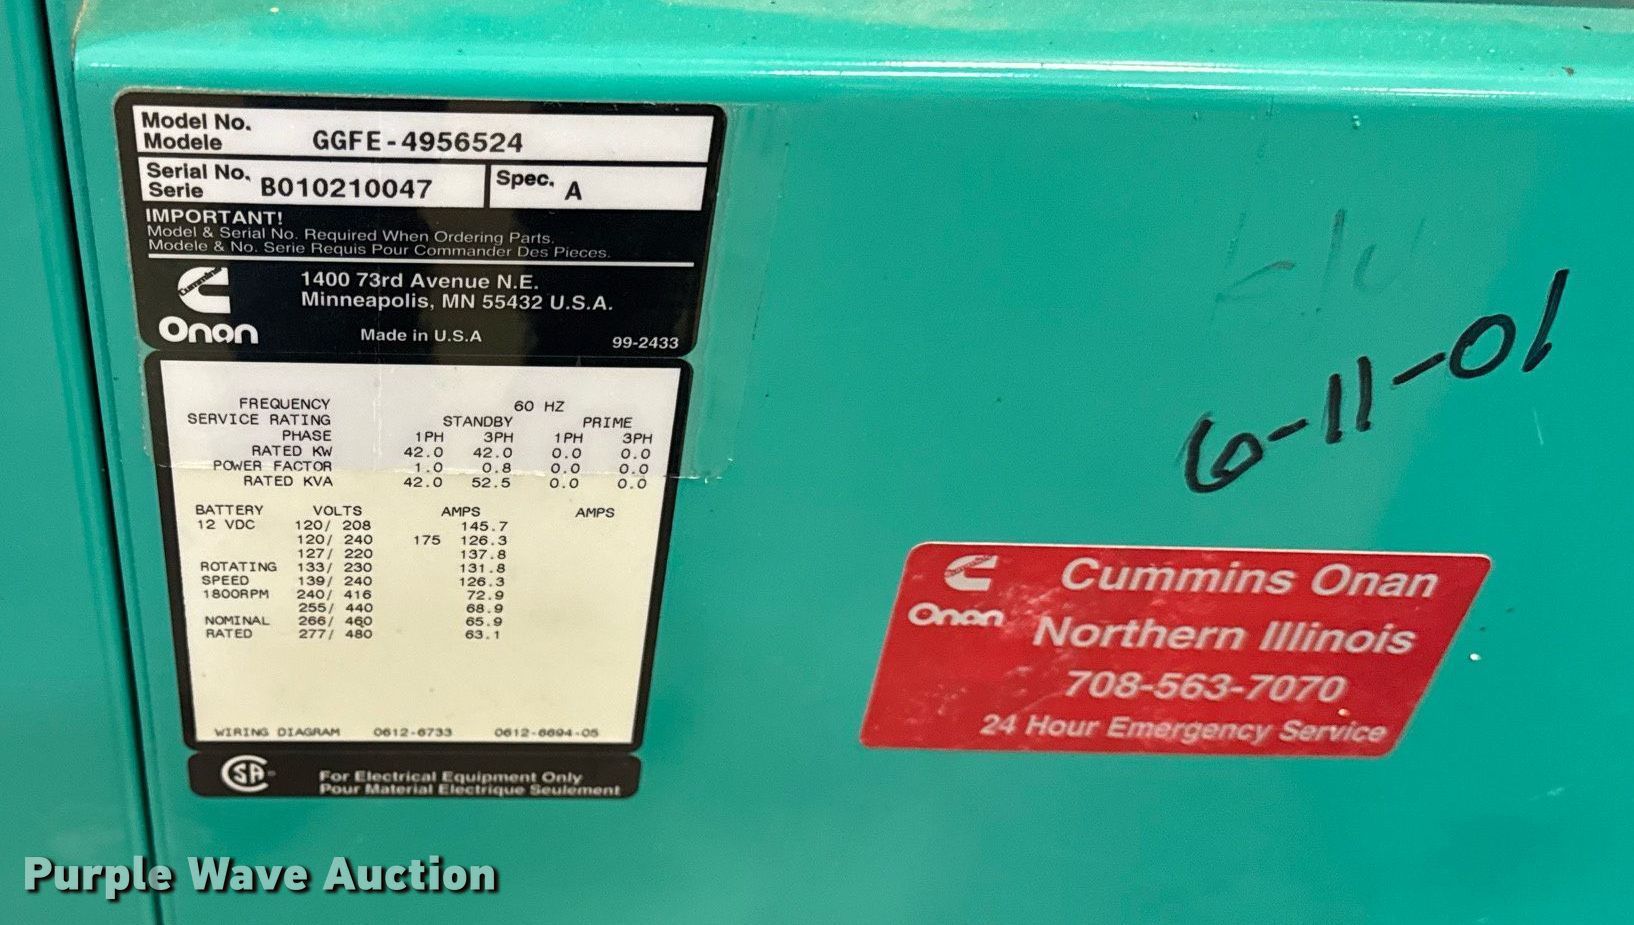 Model No.
Modele
GGFE-4956524
Serial No.
Serie
B010210047
Spec. A
IMPORTANT!
Model & Serial No. Required When Ordering Parts.
Modele & No. Serie Requis Pour Commander Des Pieces.
Cummins
Onan
1400 73rd Avenue N.E.
Minneapolis, MN 55432 U.S.A.
Made in U.S.A
99-2433
FREQUENCY 60 HZ
SERVICE RATING STANDBY PRIME
PHASE 1PH 3PH 1PH 3PH
RATED KW 42.0 42.0 0.0 0.0
POWER FACTOR 1.0 0.8 0.0 0.0
RATED KVA 42.0 52.5 0.0 0.0
BATTERY VOLTS AMPS AMPS
12 VDC 120/ 208 145.7
120/ 240 175 126.3
127/ 220 137.8
ROTATING 133/ 230 131.8
SPEED 139/ 240 126.3
1800RPM 240/ 416 72.9
255/ 440 68.9
NOMINAL 266/ 460 65.9
RATED 277/ 480 63.1
WIRING DIAGRAM 0612-6733 0612-6694-05
SA
For Electrical Equipment Only
Pour Material Electrique Seulement
6-11-01
Onan
Cummins Onan
Northern Illinois
708-563-7070
24 Hour Emergency Service
Purple Wave Auction